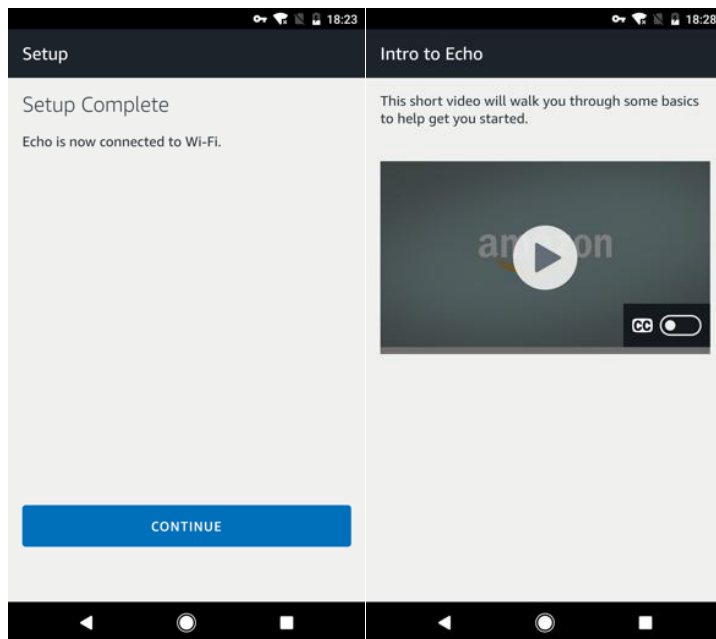 18:23
Setup
Setup Complete
Echo is now connected to Wi-Fi.
CONTINUE
18:28
Intro to Echo
This short video will walk you through some basics
to help get you started.
amazon
CC